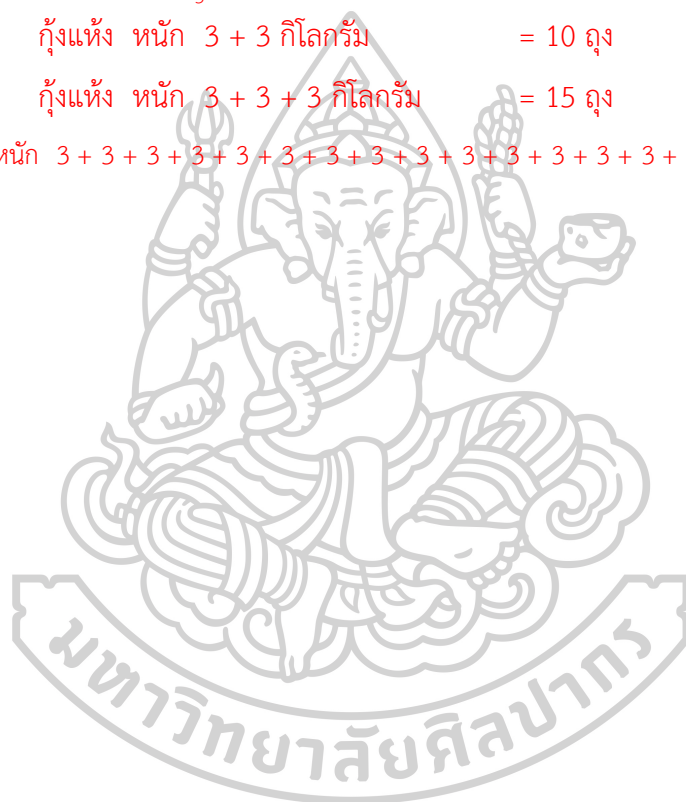 กุ้งแห้ง หนัก 3 + 3 กิโลกรัม = 10 ถุง
กุ้งแห้ง หนัก 3 + 3 + 3 กิโลกรัม = 15 ถุง
หนัก 3 + 3 + 3 + 3 + 3 + 3 + 3 + 3 + 3 + 3 + 3 + 3 + 3 + 3 +
มหาวิทยาลัยศิลปากร